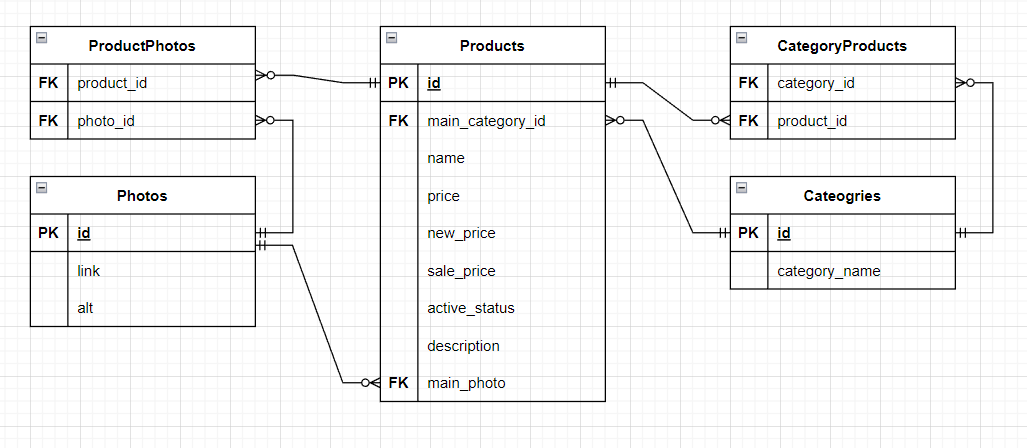 ProductPhotos
FK product_id
FK photo_id
Photos
PK id
link
alt
Products
PK id
FK main_category_id
name
price
new_price
sale_price
active_status
description
FK main_photo
CategoryProducts
FK category_id
FK product_id
Cateogries
PK id
category_name